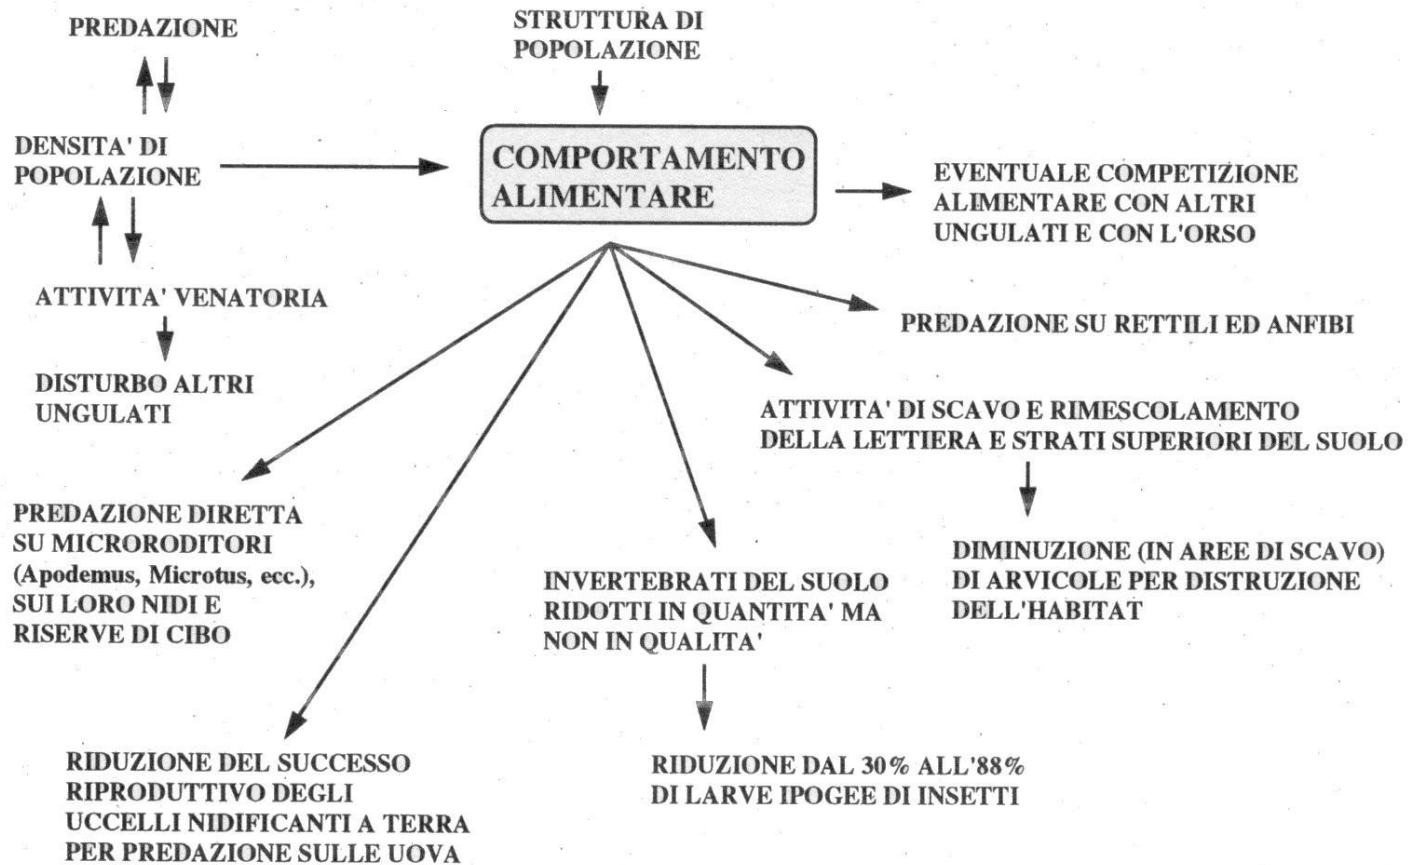 PREDAZIONE
STRUTTURA DI
POPOLAZIONE
DENSITA' DI
POPOLAZIONE
COMPORTAMENTO
ALIMENTARE
EVENTUALE COMPETIZIONE
ALIMENTARE CON ALTRI
UNGULATI E CON L'ORSO
ATTIVITA' VENATORIA
PREDAZIONE SU RETTILI ED ANFIBI
DISTURBO ALTRI
UNGULATI
ATTIVITA' DI SCAVO E RIMESCOLAMENTO
DELLA LETTIERA E STRATI SUPERIORI DEL SUOLO
PREDAZIONE DIRETTA
SU MICRORODITORI
(Apodemus, Microtus, ecc.),
SUI LORO NIDI E
RISERVE DI CIBO
INVERTEBRATI DEL SUOLO
RIDOTTI IN QUANTITA' MA
NON IN QUALITA'
DIMINUZIONE (IN AREE DI SCAVO)
DI ARVICOLE PER DISTRUZIONE
DELL'HABITAT
RIDUZIONE DEL SUCCESSO
RIPRODUTTIVO DEGLI
UCCELLI NIDIFICANTI A TERRA
PER PREDAZIONE SULLE UOVA
RIDUZIONE DAL 30% ALL'88%
DI LARVE IPOGEE DI INSETTI